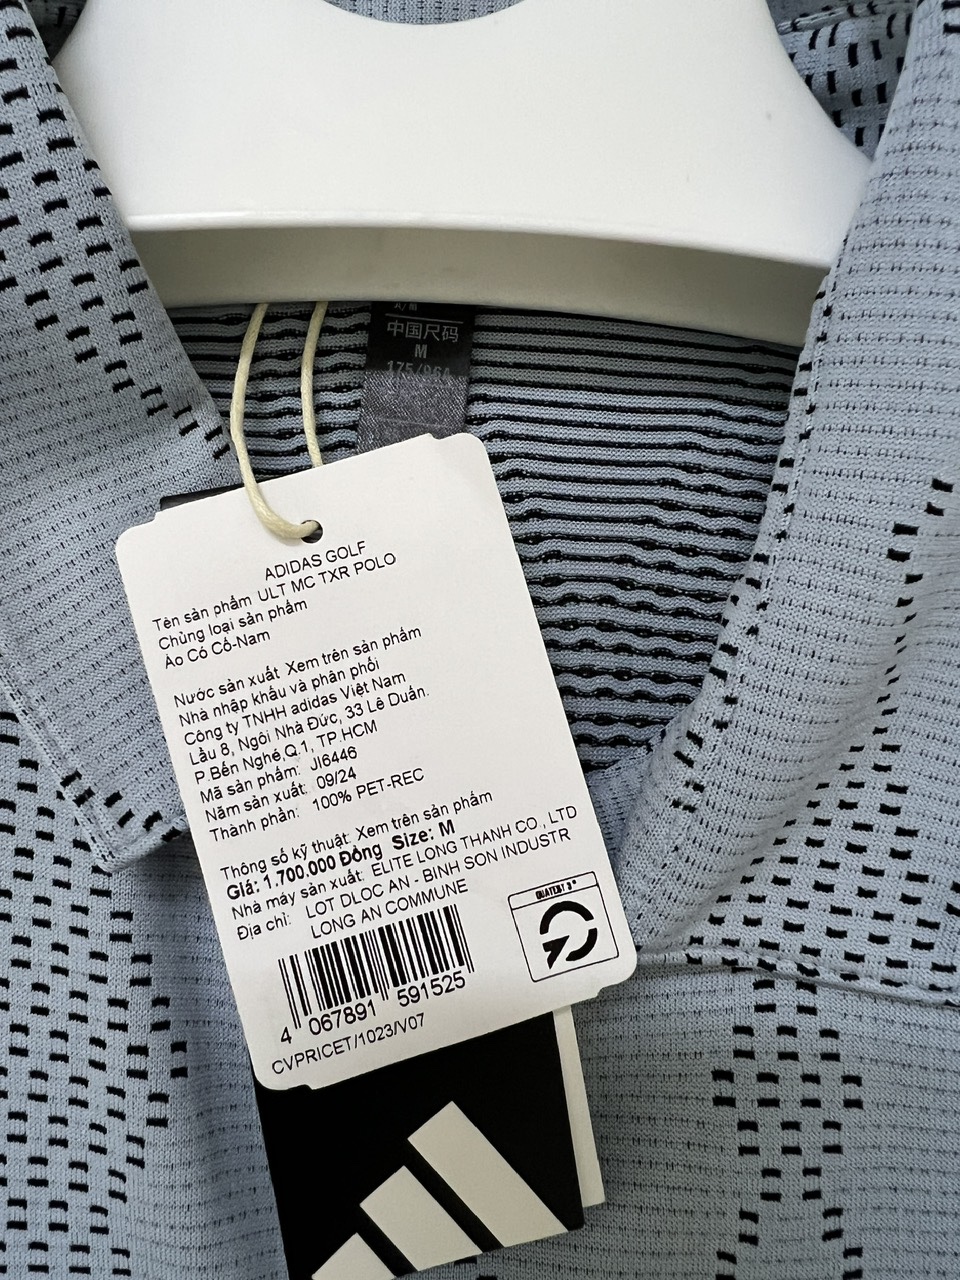 中国尺码
M
175/96A
ADIDAS GOLF
Tên sản phẩm ULT MC TXR POLO
Chủng loại sản phẩm
Áo Có Cổ-Nam
Nước sản xuất Xem trên sản phẩm
Nhà nhập khẩu và phân phối
Công ty TNHH adidas Việt Nam
Lầu 8, Ngôi Nhà Đức, 33 Lê Duẩn.
P.Bến Nghé,Q.1, TP.HCM
Mã sản phẩm: JI6446
Năm sản xuất: 09/24
Thành phần: 100% PET-REC
Thông số kỹ thuật: Xem trên sản phẩm
Giá: 1.700.000 Đồng Size: M
Nhà máy sản xuất: ELITE LONG THANH CO., LTD
Địa chỉ: LOT DLOC AN - BINH SON INDUSTR
LONG AN COMMUNE
QUATEST 3
4 067891 591525
CVPRICET/1023/V07